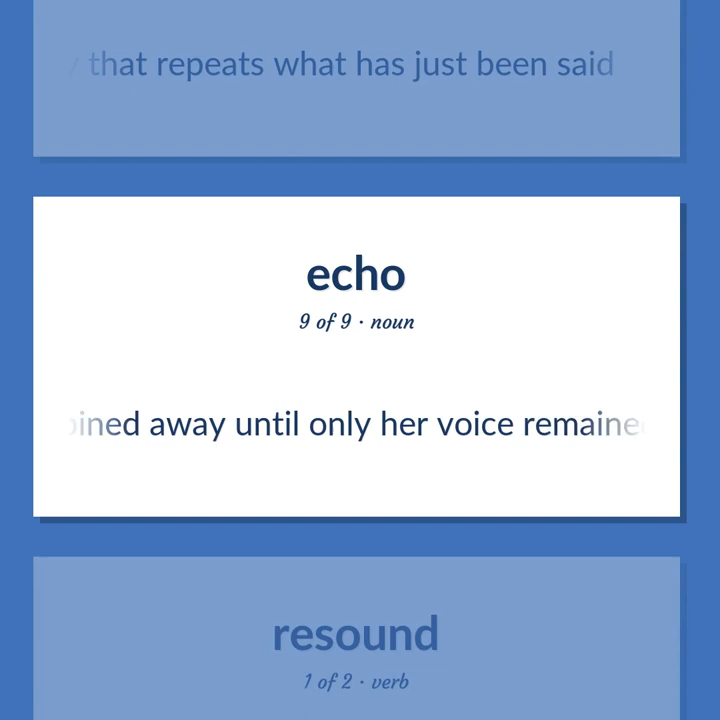 that repeats what has just been said
echo
9 of 9 · noun
away until only her voice
resound
1 of 2 · verb